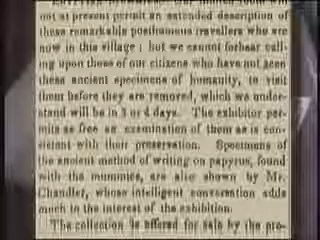 not at present permit an extended description of
these remarkable posthumous travellers who are
now in this village; but we cannot forbear call-
ing upon those of our citizens who have not seen
these ancient specimens of humanity, to visit
them before they are removed, which we under-
stand will be in 3 or 4 days. The exhibitor per-
mits as free an examination of them as is con-
sistent with their preservation. Specimens of
the ancient method of writing on papyrus, found
with the mummies, are also shown by Mr.
Chandler, whose intelligent conversation adds
much to the interest of the exhibition.
The collection is offered for sale by the pro-